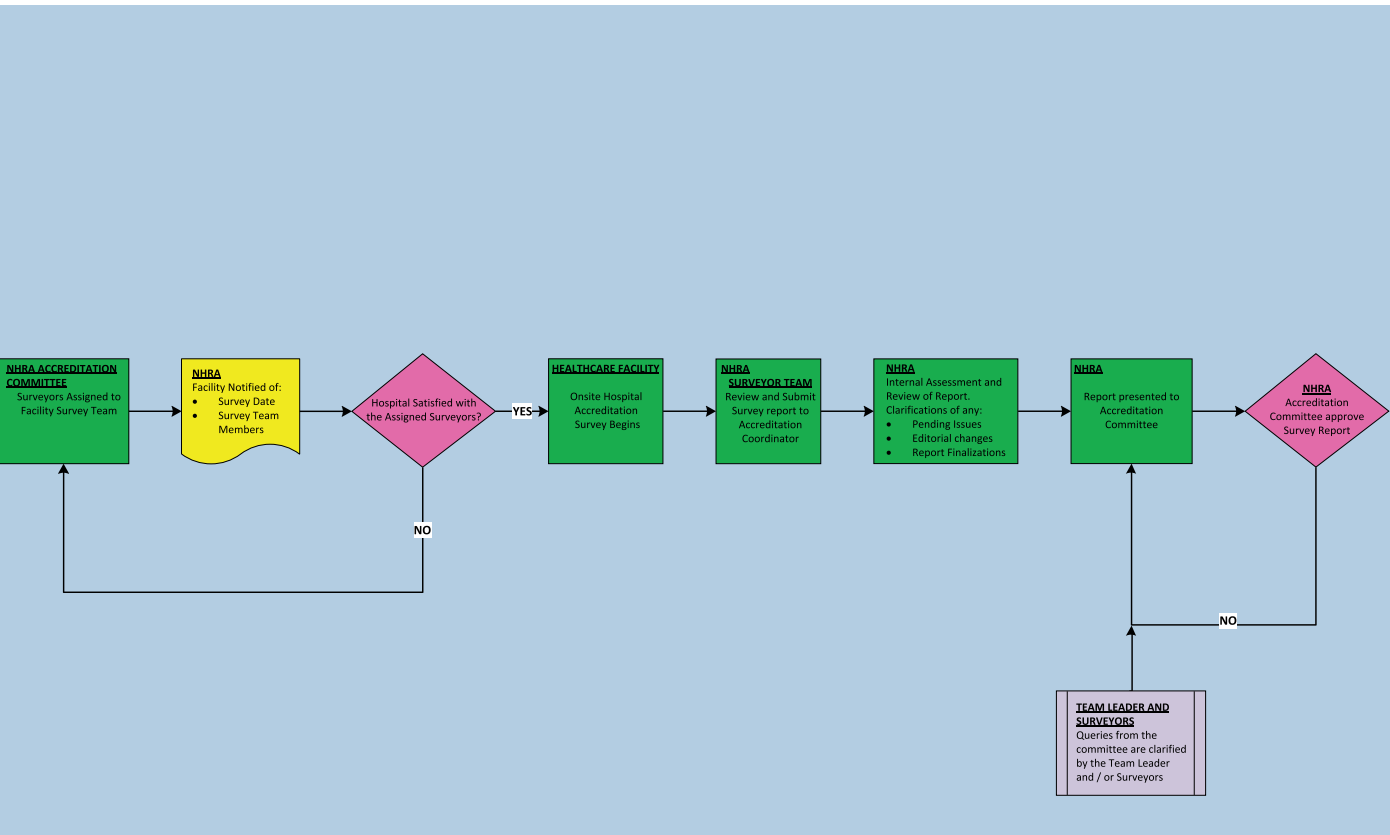 NHRA ACCREDITATION
COMMITTEE
Surveyors Assigned to
Facility Survey Team
NHRA
Facility Notified of:
• Survey Date
• Survey Team
Members
Hospital Satisfied with
the Assigned Surveyors?
YES
NO
HEALTHCARE FACILITY
Onsite Hospital
Accreditation
Survey Begins
NHRA
SURVEYOR TEAM
Review and Submit
Survey report to
Accreditation
Coordinator
NHRA
Internal Assessment and
Review of Report.
Clarifications of any:
• Pending Issues
• Editorial changes
• Report Finalizations
NHRA
Report presented to
Accreditation
Committee
NHRA
Accreditation
Committee approve
Survey Report
NO
TEAM LEADER AND
SURVEYORS
Queries from the
committee are clarified
by the Team Leader
and / or Surveyors